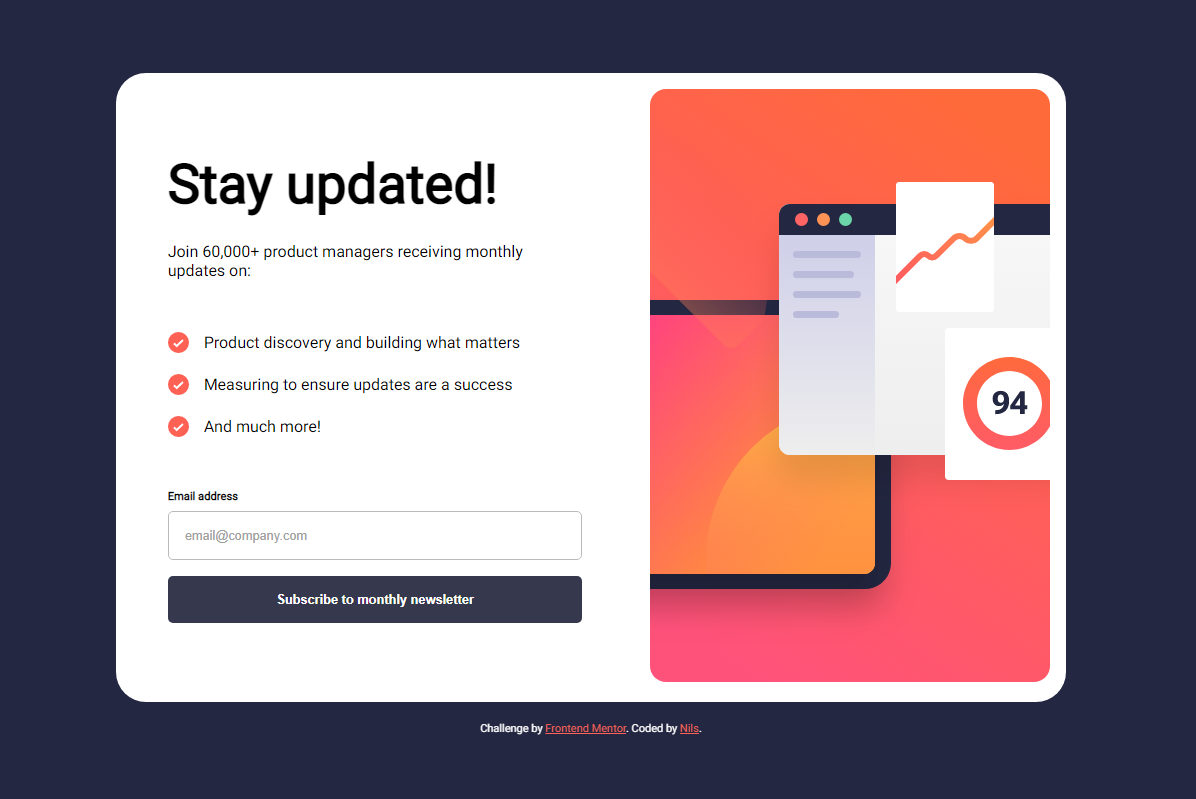 Stay updated!
Join 60,000+ product managers receiving monthly
updates on:
Product discovery and building what matters
Measuring to ensure updates are a success
And much more!
Email address
email@company.com
Subscribe to monthly newsletter
94
Challenge by Frontend Mentor. Coded by Nils.